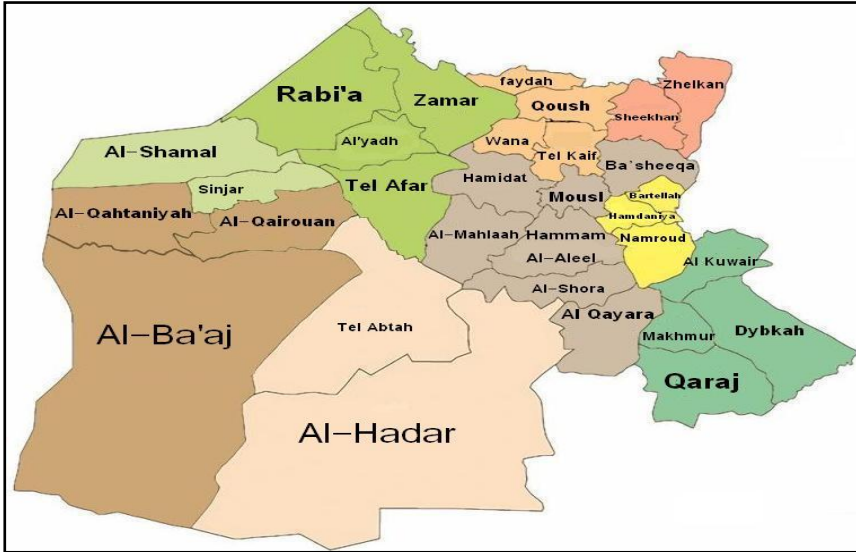 faydah
Zhelkan
Rabi'a
Zamar
Qoush
Sheekhan
Al'yadh
Wana
Al-Shamal
Tel Kaif
Ba'sheeqa
Sinjar
Tel Afar
Hamidat
Mousl
Bartellah
Al-Qahtaniyah
Al-Qairouan
Hamdaniya
Al-Mahlaah
Hammam
Al-Aleel
Namroud
Al Kuwair
Al-Shora
Al-Ba'aj
Tel Abtah
Al Qayara
Makhmur
Dybkah
Qaraj
Al-Hadar